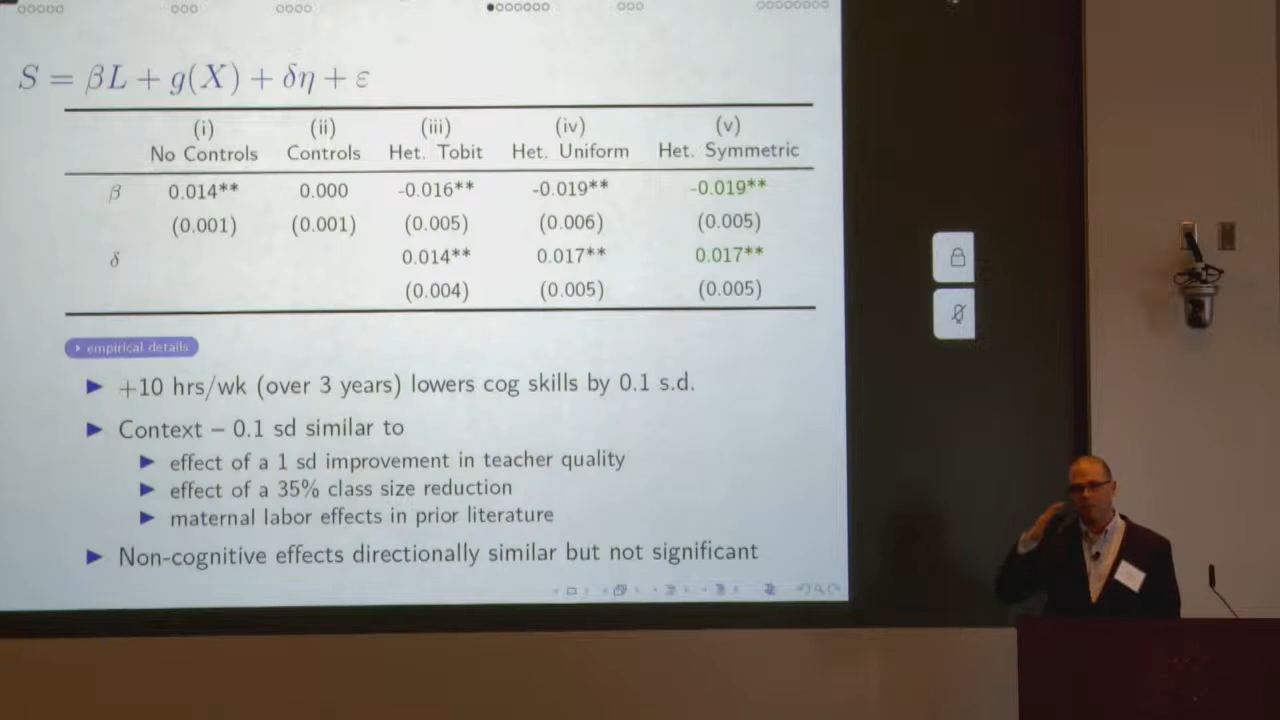 S = βL + g(X) + δη + ε
(i) (ii) (iii) (iv) (v)
No Controls Controls Het. Tobit Het. Uniform Het. Symmetric
β 0.014** 0.000 -0.016** -0.019** -0.019**
(0.001) (0.001) (0.005) (0.006) (0.005)
δ 0.014** 0.017** 0.017**
(0.004) (0.005) (0.005)
empirical details
+10 hrs/wk (over 3 years) lowers cog skills by 0.1 s.d.
Context – 0.1 sd similar to
effect of a 1 sd improvement in teacher quality
effect of a 35% class size reduction
maternal labor effects in prior literature
Non-cognitive effects directionally similar but not significant